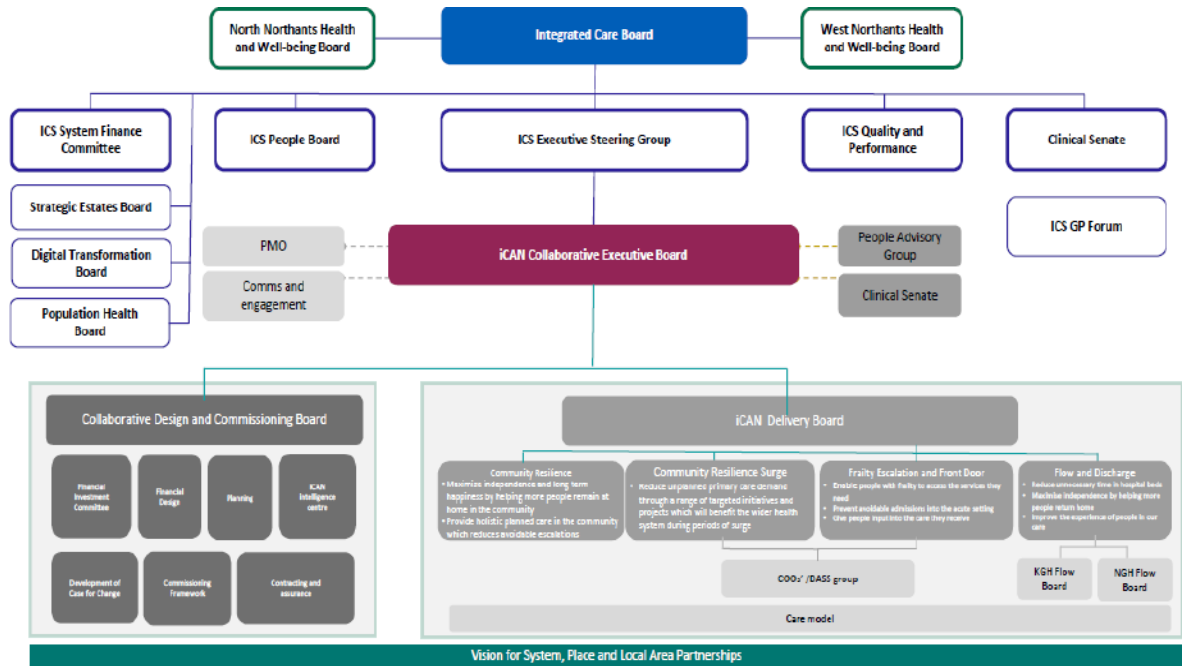 North Northants Health
and Well-being Board
Integrated Care Board
West Northants Health
and Well-being Board
ICS System Finance
Committee
ICS People Board
ICS Executive Steering Group
ICS Quality and
Performance
Clinical Senate
Strategic Estates Board
Digital Transformation
Board
Population Health
Board
ICS GP Forum
PMO
Comms and
engagement
iCAN Collaborative Executive Board
People Advisory
Group
Clinical Senate
Collaborative Design and Commissioning Board
Financial
Investment
Committee
Financial
Design
Planning
iCAN
Intelligence
centre
Development of
Case for Change
Commissioning
Framework
Contracting and
assurance
iCAN Delivery Board
Community Resilience
• Maximize independence and long term
happiness by helping more people remain at
home in the community
• Provide holistic planned care in the community
which reduces avoidable escalations
Community Resilience Surge
• Reduce unplanned primary care demand
through a range of targeted initiatives and
projects which will benefit the wider health
system during periods of surge
Frailty Escalation and Front Door
• Enable people with frailty to access the services they
need
• Prevent avoidable admissions into the acute setting
• Give people input into the care they receive
Flow and Discharge
• Reduce unnecessary time in hospital beds
• Maximise independence by helping more
people return home
• Improve the experience of people in our
care
COOs' /DASS group
KGH Flow
Board
NGH Flow
Board
Care model
Vision for System, Place and Local Area Partnerships